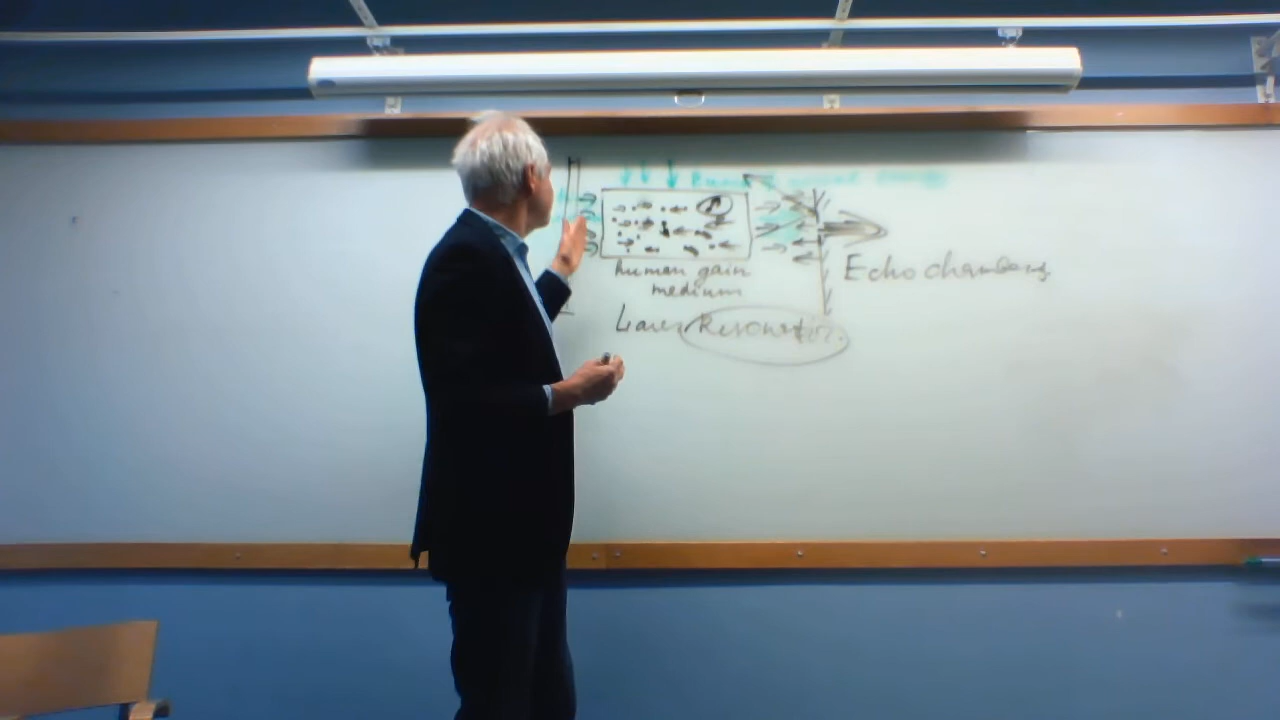 human gain
medium
Echo chambers
Laser Resonator